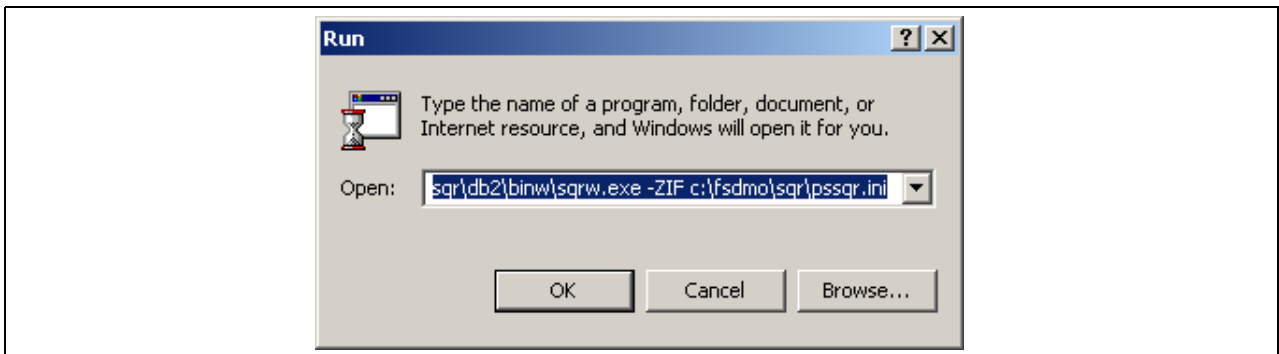 Run
Type the name of a program, folder, document, or
Internet resource, and Windows will open it for you.
Open: sqr\db2\binw\sqrw.exe -ZIF c:\fsdmo\sqr\pssqr.ini
OK Cancel Browse...